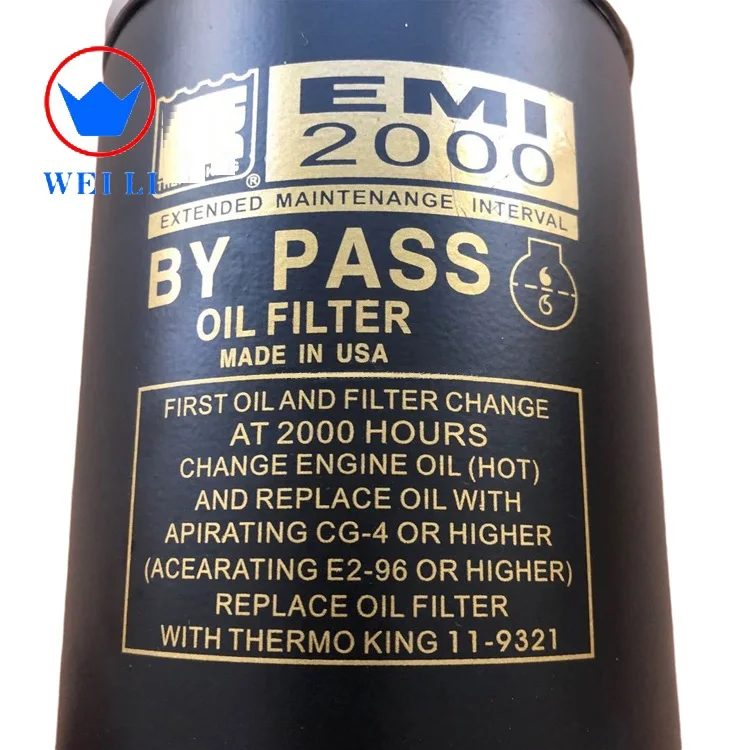 WEI LI
®
EMI
2000
EXTENDED MAINTENANGE INTERVAL
BY PASS
OIL FILTER
MADE IN USA
FIRST OIL AND FILTER CHANGE
AT 2000 HOURS
CHANGE ENGINE OIL (HOT)
AND REPLACE OIL WITH
APIRATING CG-4 OR HIGHER
(ACEARATING E2-96 OR HIGHER)
REPLACE OIL FILTER
WITH THERMO KING 11-9321